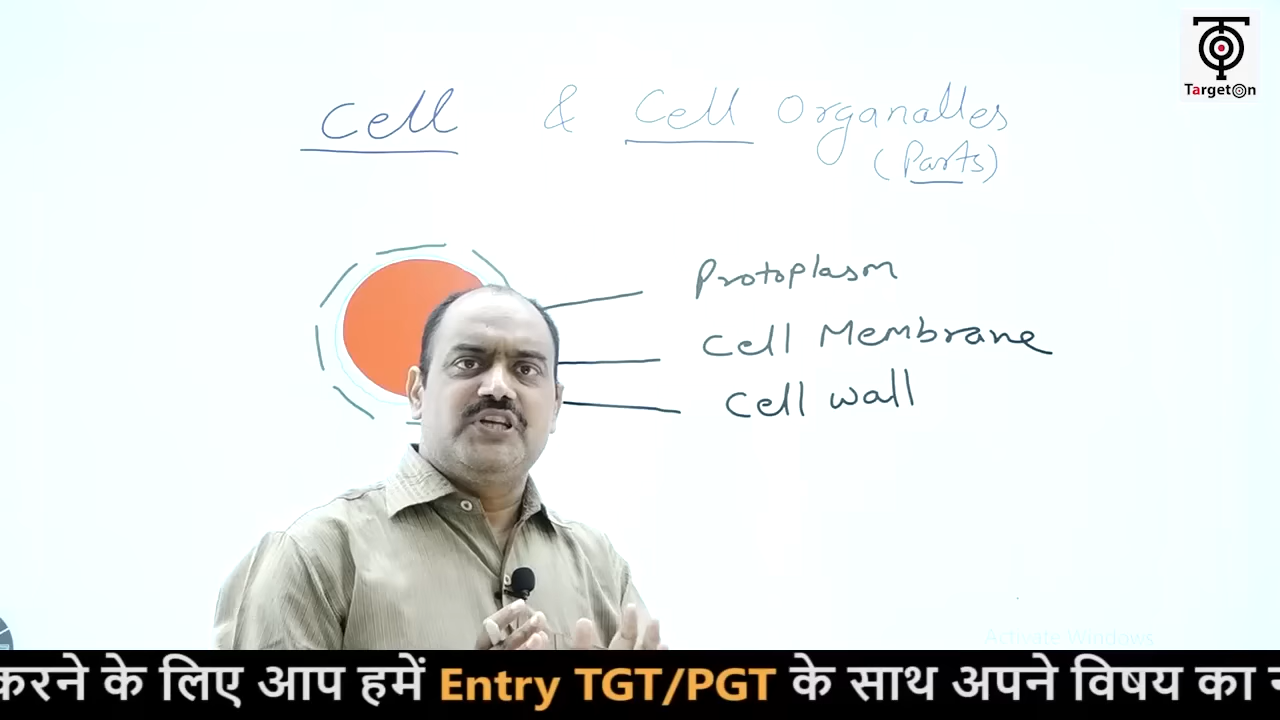 TargetOn
Cell & Cell Organalles
(Parts)
Protoplasm
Cell Membrane
Cell wall
Activate Windows
करने के लिए आप हमें Entry TGT/PGT के साथ अपने विषय का